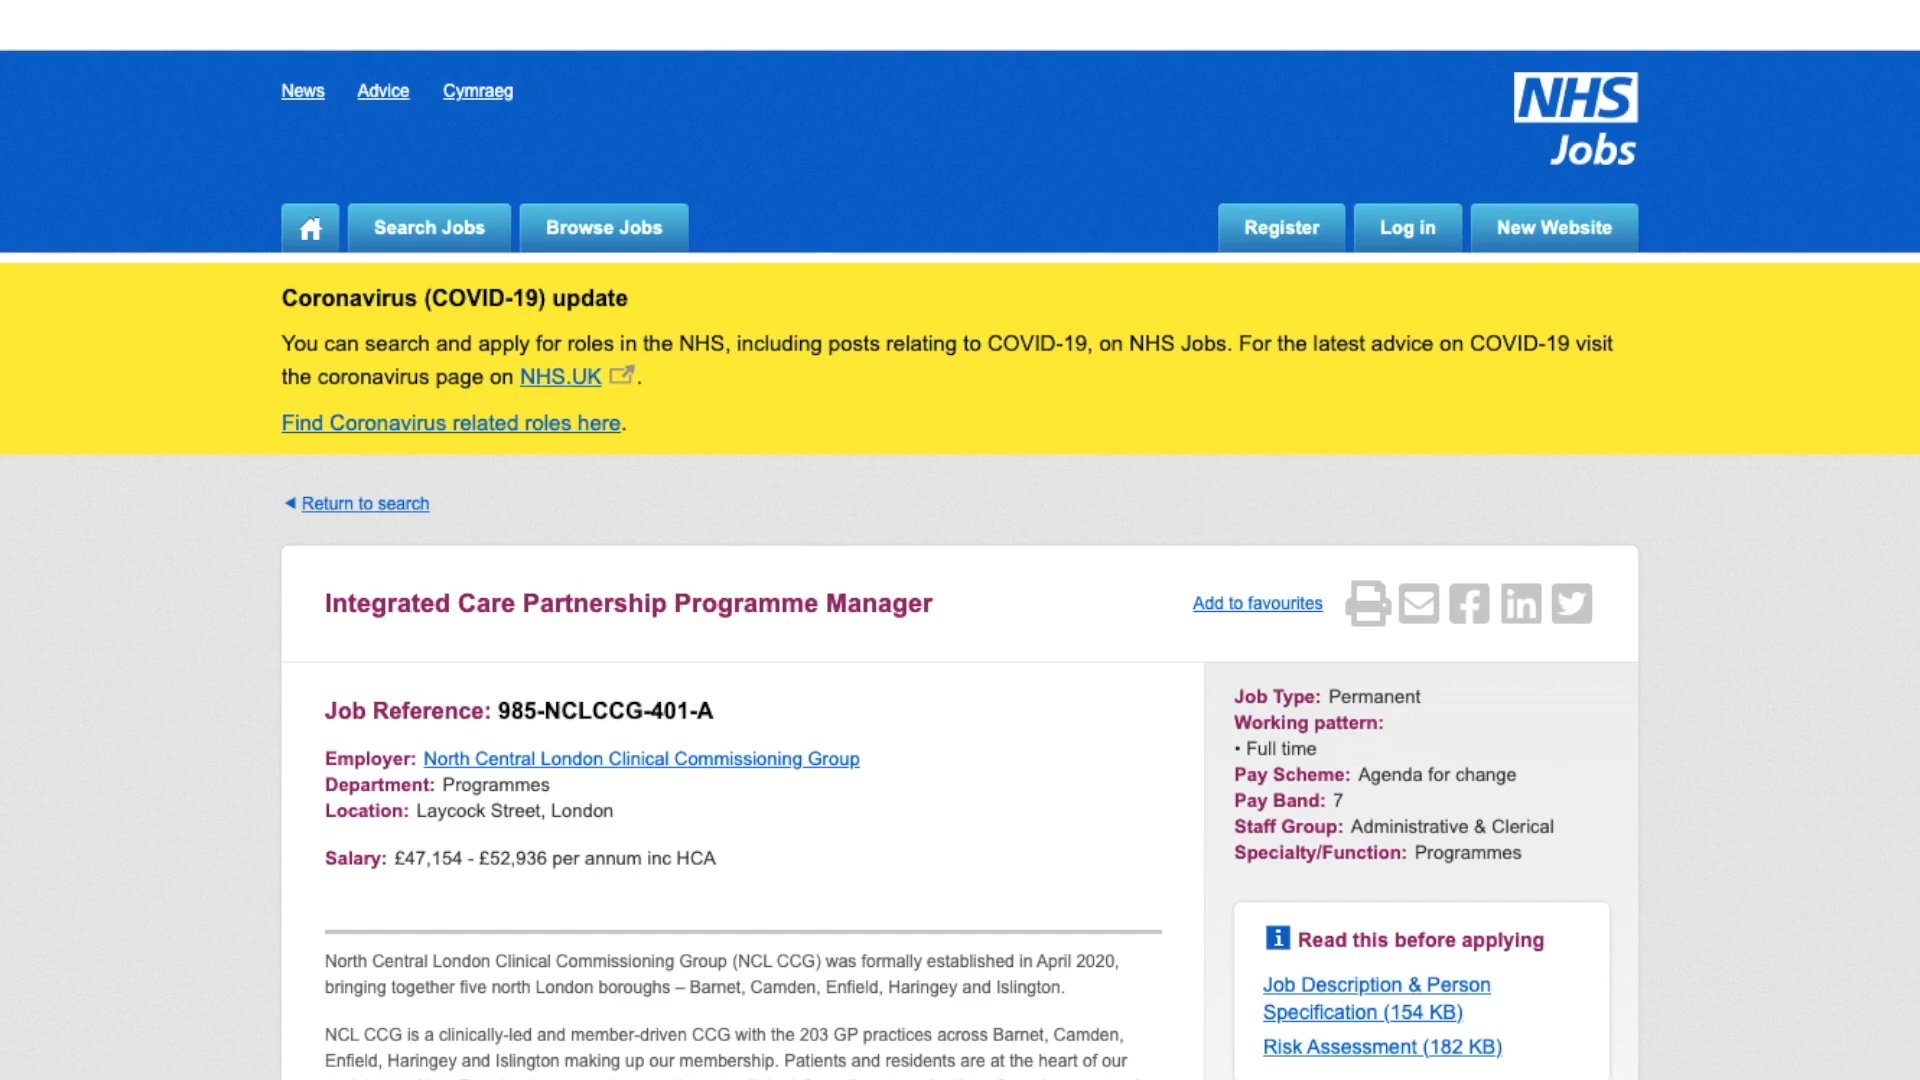 News Advice Cymraeg
NHS
Jobs
Search Jobs Browse Jobs Register Log in New Website
Coronavirus (COVID-19) update
You can search and apply for roles in the NHS, including posts relating to COVID-19, on NHS Jobs. For the latest advice on COVID-19 visit
the coronavirus page on NHS.UK .
Find Coronavirus related roles here.
Return to search
Integrated Care Partnership Programme Manager
Add to favourites
Job Reference: 985-NCLCCG-401-A
Employer: North Central London Clinical Commissioning Group
Department: Programmes
Location: Laycock Street, London
Salary: £47,154 - £52,936 per annum inc HCA
North Central London Clinical Commissioning Group (NCL CCG) was formally established in April 2020,
bringing together five north London boroughs – Barnet, Camden, Enfield, Haringey and Islington.
NCL CCG is a clinically-led and member-driven CCG with the 203 GP practices across Barnet, Camden,
Enfield, Haringey and Islington making up our membership. Patients and residents are at the heart of our
Job Type: Permanent
Working pattern:
• Full time
Pay Scheme: Agenda for change
Pay Band: 7
Staff Group: Administrative & Clerical
Specialty/Function: Programmes
Read this before applying
Job Description & Person
Specification (154 KB)
Risk Assessment (182 KB)